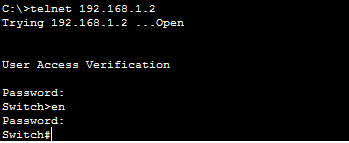 C:\>telnet 192.168.1.2
Trying 192.168.1.2 ...Open
User Access Verification
Password:
Switch>en
Password:
Switch#